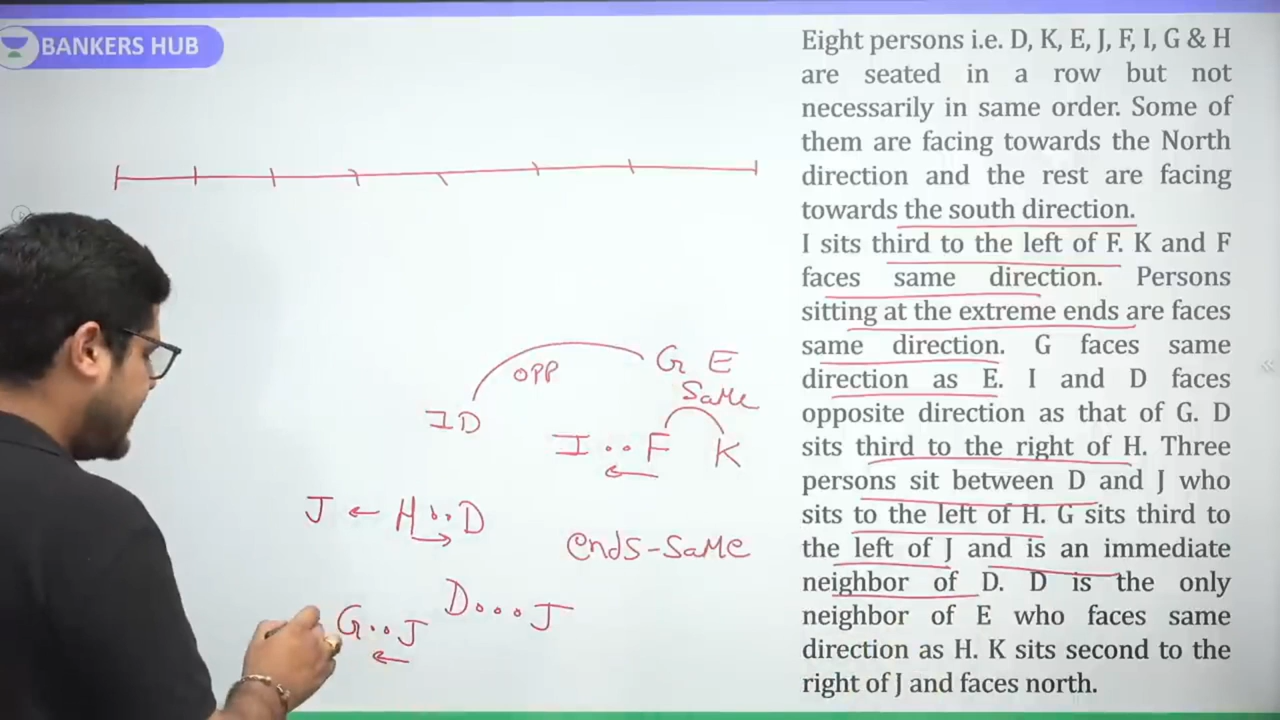 BANKERS HUB
Eight persons i.e. D, K, E, J, F, I, G & H
are seated in a row but not
necessarily in same order. Some of
them are facing towards the North
direction and the rest are facing
towards the south direction.
I sits third to the left of F. K and F
faces same direction. Persons
sitting at the extreme ends are faces
same direction. G faces same
direction as E. I and D faces
opposite direction as that of G. D
sits third to the right of H. Three
persons sit between D and J who
sits to the left of H. G sits third to
the left of J and is an immediate
neighbor of D. D is the only
neighbor of E who faces same
direction as H. K sits second to the
right of J and faces north.
G E
OPP
Same
I D
I .. F K
J ← H .. D
ends-same
D... J
G .. J